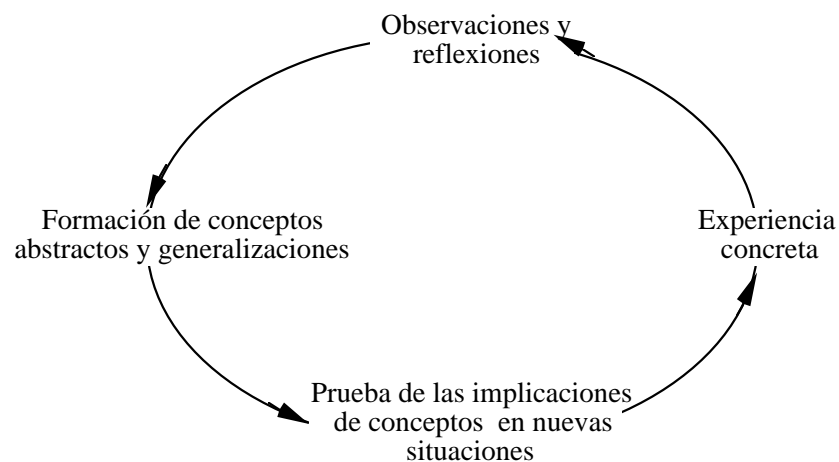 Observaciones y
reflexiones
Formación de conceptos
abstractos y generalizaciones
Experiencia
concreta
Prueba de las implicaciones
de conceptos en nuevas
situaciones